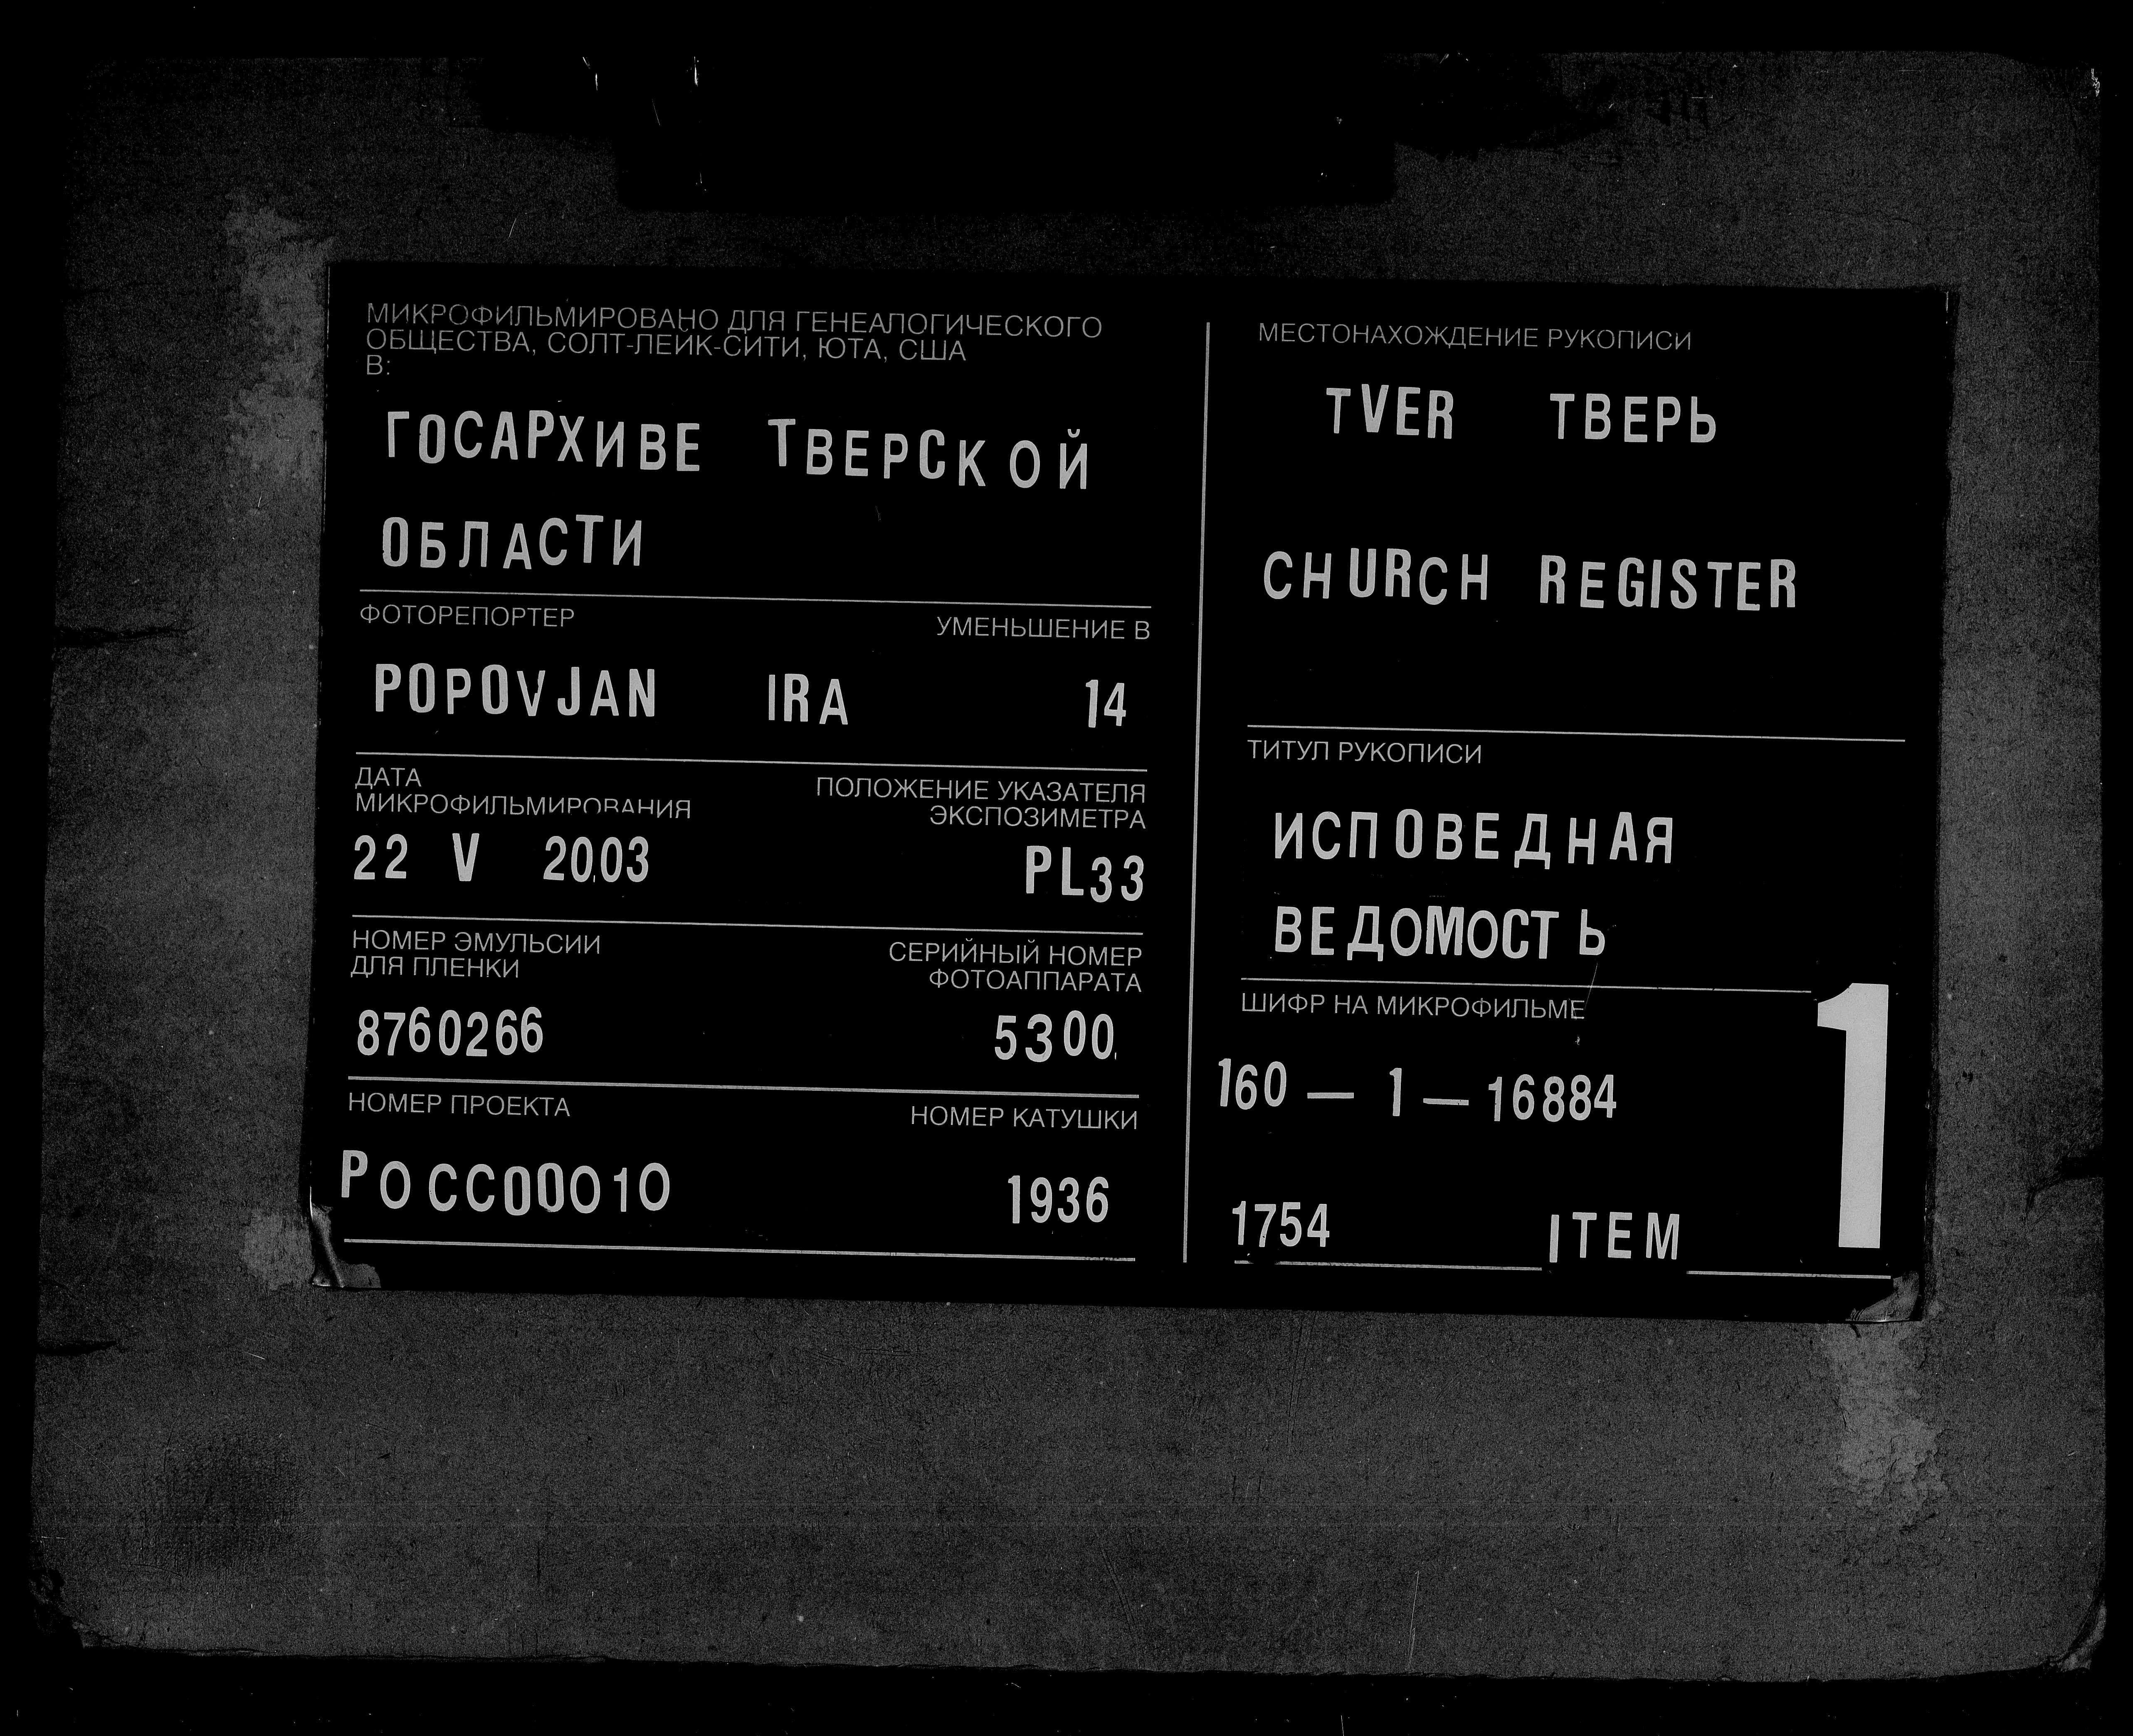 МИКРОФИЛЬМИРОВАНО ДЛЯ ГЕНЕАЛОГИЧЕСКОГО
ОБЩЕСТВА, СОЛТ-ЛЕЙК-СИТИ, ЮТА, США
В:
ГОСАРХИВЕ ТВЕРСКОЙ
ОБЛАСТИ
ФОТОРЕПОРТЕР УМЕНЬШЕНИЕ В
POPOVJAN IRA 14
ДАТА
МИКРОФИЛЬМИРОВАНИЯ
ПОЛОЖЕНИЕ УКАЗАТЕЛЯ
ЭКСПОЗИМЕТРА
22 V 2003 PL33
НОМЕР ЭМУЛЬСИИ
ДЛЯ ПЛЕНКИ
СЕРИЙНЫЙ НОМЕР
ФОТОАППАРАТА
8760266 5300
НОМЕР ПРОЕКТА НОМЕР КАТУШКИ
РОСС00010 1936
МЕСТОНАХОЖДЕНИЕ РУКОПИСИ
TVER ТВЕРЬ
CHURCH REGISTER
ТИТУЛ РУКОПИСИ
ИСПОВЕДНАЯ
ВЕДОМОСТЬ
ШИФР НА МИКРОФИЛЬМЕ
160 — 1 — 16884
1754 ITEM 1